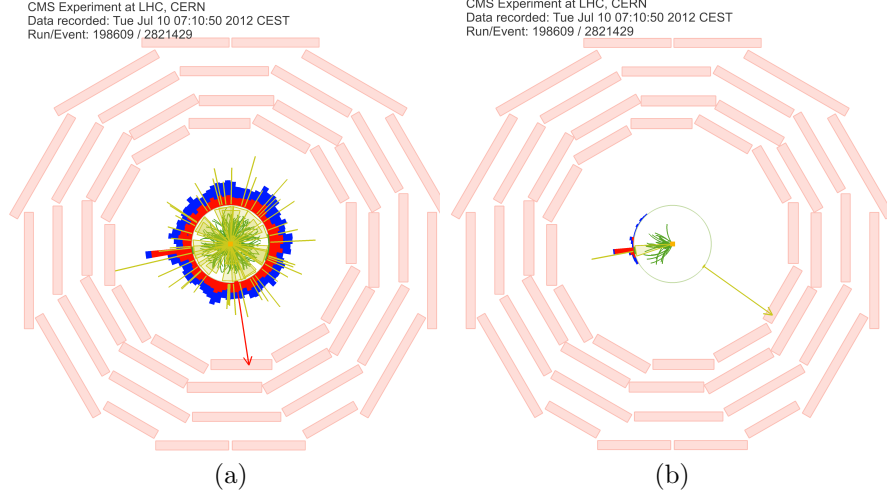 CMS Experiment at LHC, CERN
Data recorded: Tue Jul 10 07:10:50 2012 CEST
Run/Event: 198609 / 2821429
CMS Experiment at LHC, CERN
Data recorded: Tue Jul 10 07:10:50 2012 CEST
Run/Event: 198609 / 2821429
(a)
(b)